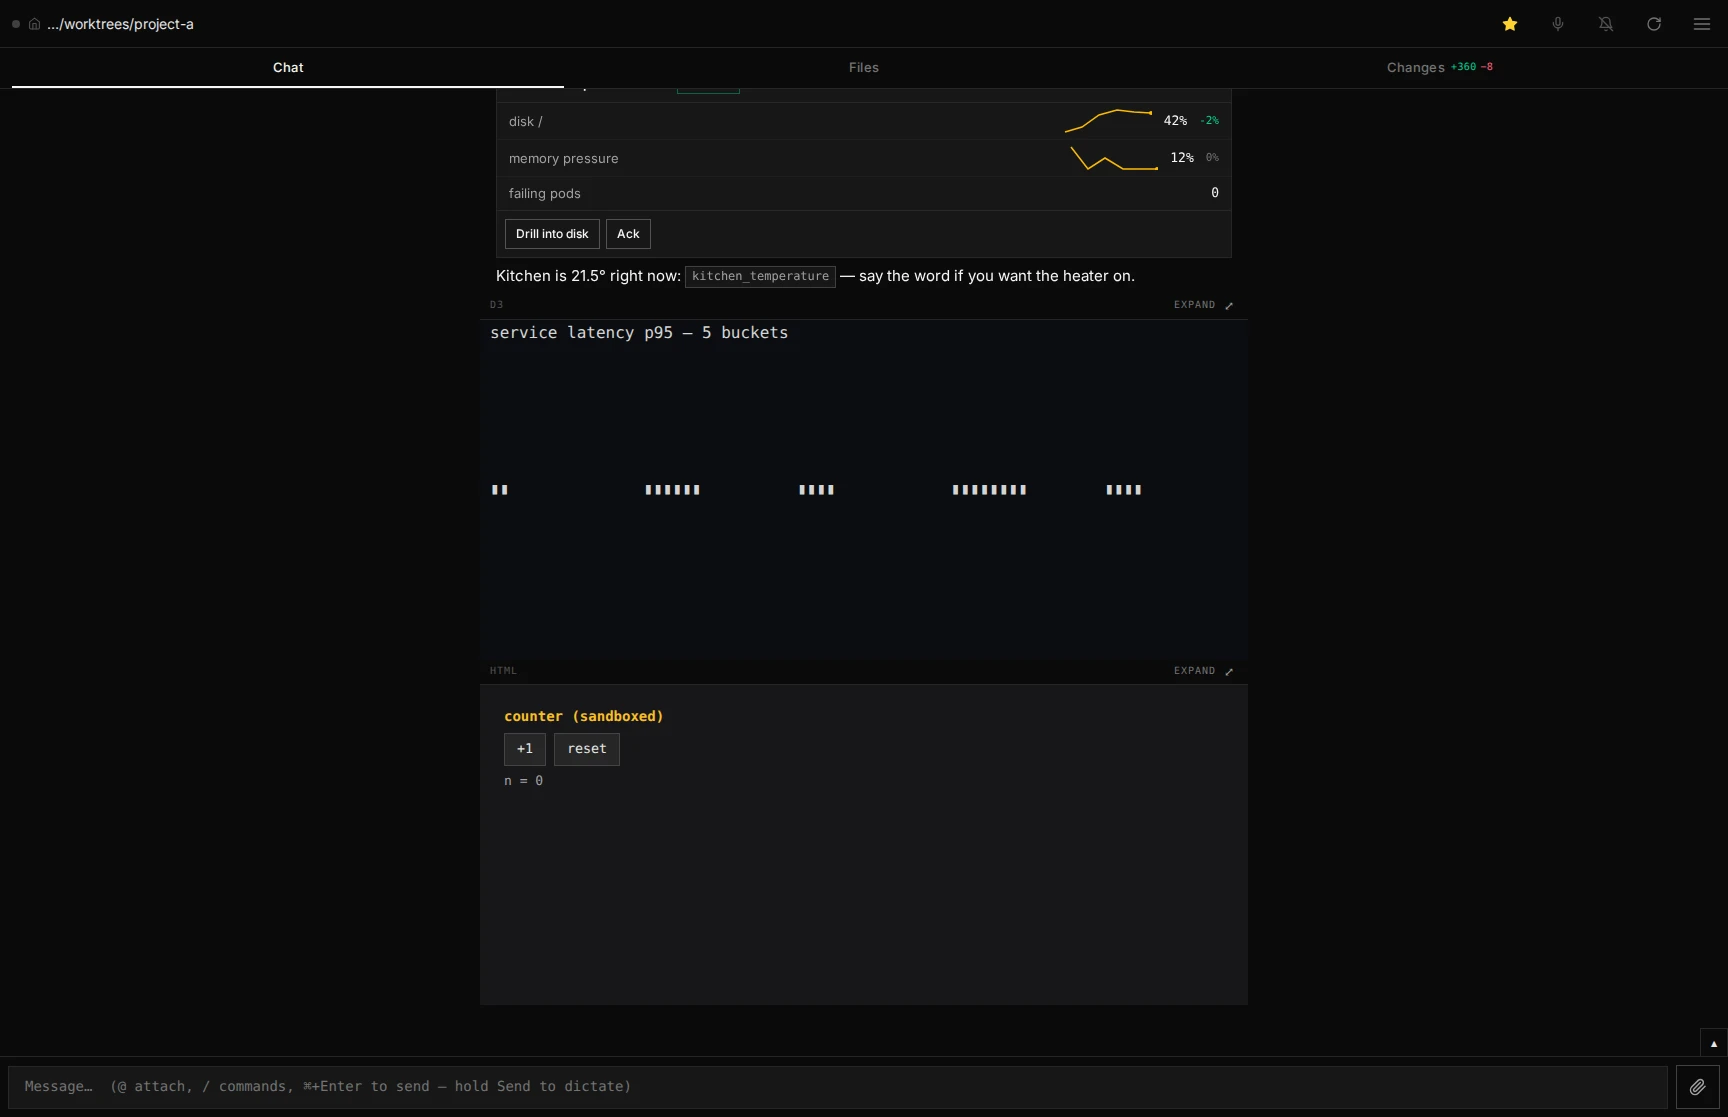 .../worktrees/project-a
Chat
Files
Changes +360 −8
disk /
42% -2%
memory pressure
12% 0%
failing pods
0
Drill into disk
Ack
Kitchen is 21.5° right now: kitchen_temperature — say the word if you want the heater on.
D3
EXPAND
service latency p95 — 5 buckets
HTML
EXPAND
counter (sandboxed)
+1
reset
n = 0
Message… (@ attach, / commands, ⌘+Enter to send — hold Send to dictate)